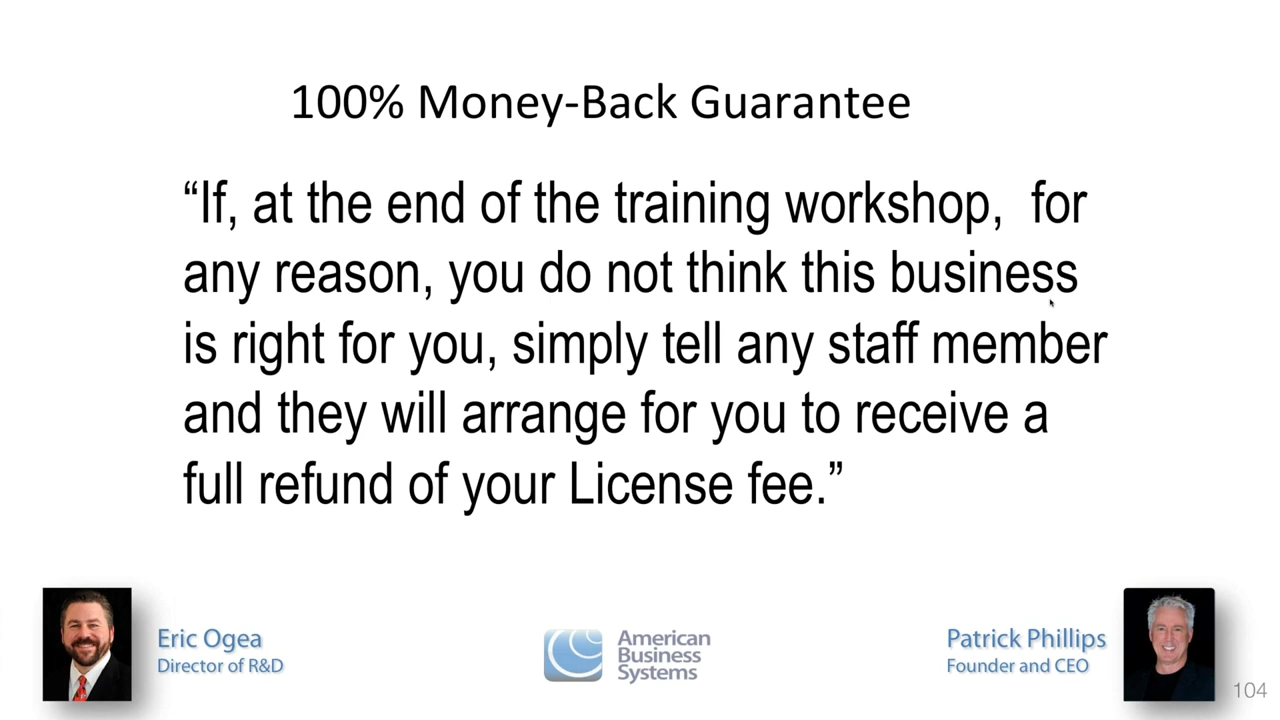 100% Money-Back Guarantee
“If, at the end of the training workshop, for
any reason, you do not think this business
is right for you, simply tell any staff member
and they will arrange for you to receive a
full refund of your License fee.”
Eric Ogea
Director of R&D
American
Business
Systems
Patrick Phillips
Founder and CEO
104